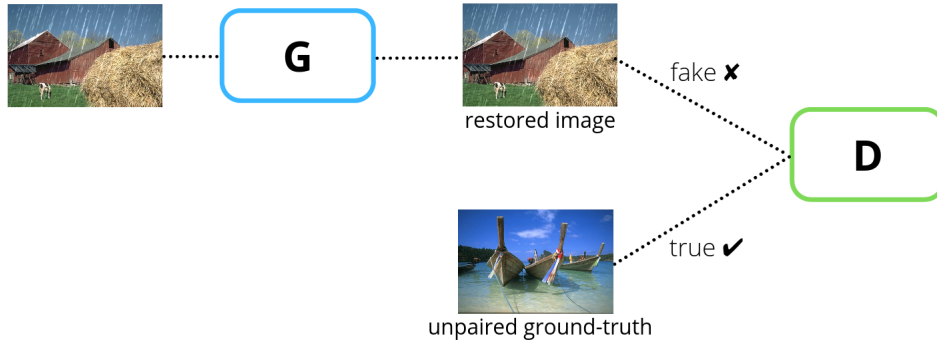 G
restored image
fake ✘
D
true ✔
unpaired ground-truth